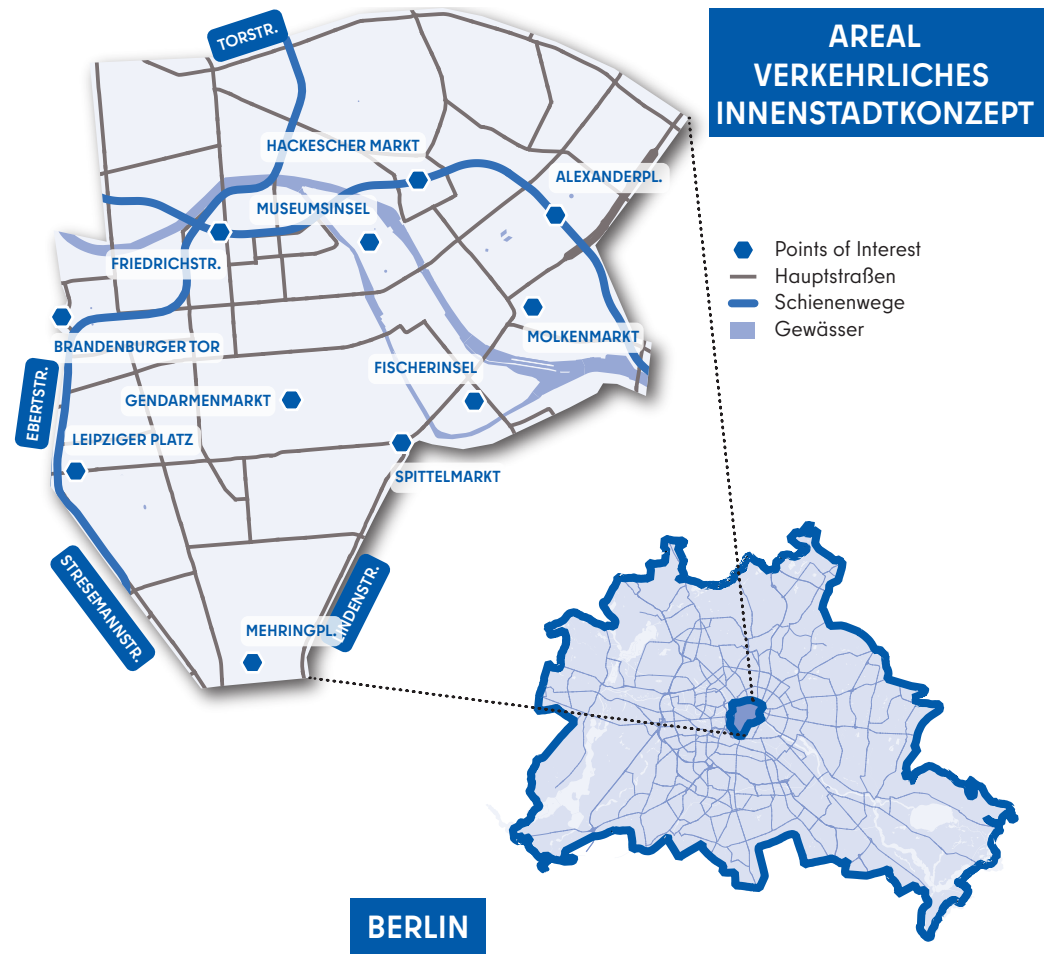 TORSTR.
AREAL
VERKEHRLICHES
INNENSTADTKONZEPT
HACKESCHER MARKT
ALEXANDERPL.
MUSEUMSINSEL
FRIEDRICHSTR.
Points of Interest
Hauptstraßen
Schienenwege
Gewässer
MOLKENMARKT
BRANDENBURGER TOR
FISCHERINSEL
EBERTSTR.
GENDARMENMARKT
LEIPZIGER PLATZ
SPITTELMARKT
STRESEMANNSTR.
LINDENSTR.
MEHRINGPL.
BERLIN